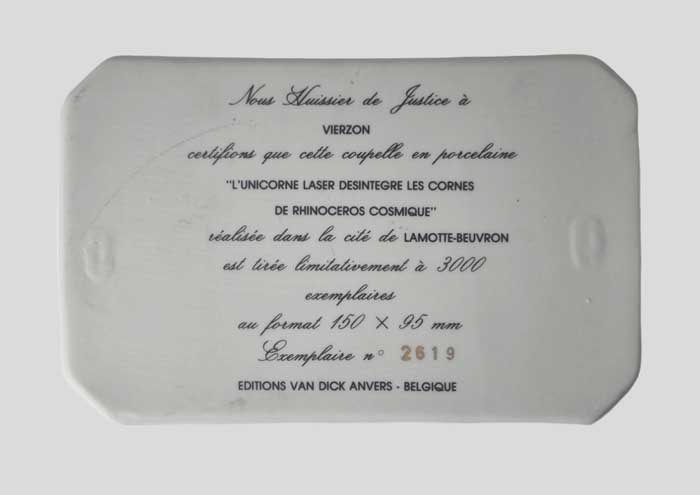 Nous Huissier de Justice à
VIERZON
certifions que cette coupelle en porcelaine
"L'UNICORNE LASER DESINTEGRE LES CORNES
DE RHINOCEROS COSMIQUE"
réalisée dans la cité de LAMOTTE-BEUVRON
est tirée limitativement à 3000
exemplaires
au format 150 X 95 mm
Exemplaire n° 2619
EDITIONS VAN DICK ANVERS - BELGIQUE